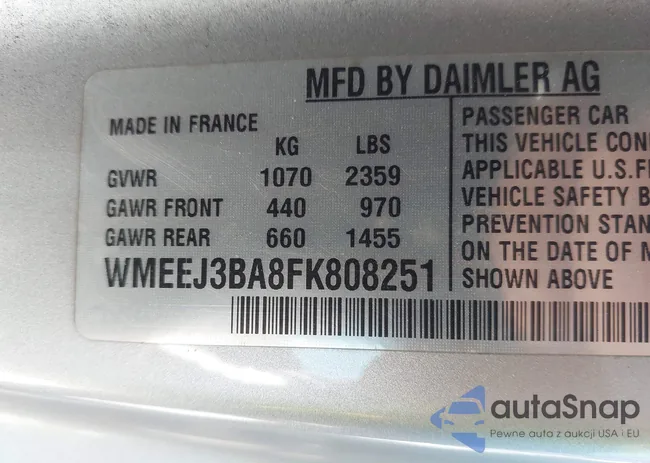 MFD BY DAIMLER AG
MADE IN FRANCE
KG LBS
GVWR 1070 2359
GAWR FRONT 440 970
GAWR REAR 660 1455
WMEEJ3BA8FK808251
PASSENGER CAR
THIS VEHICLE CON
APPLICABLE U.S.F
VEHICLE SAFETY B
PREVENTION STAN
ON THE DATE OF M
SHOWN ABOVE
autaSnap
Pewne auta z aukcji USA i EU